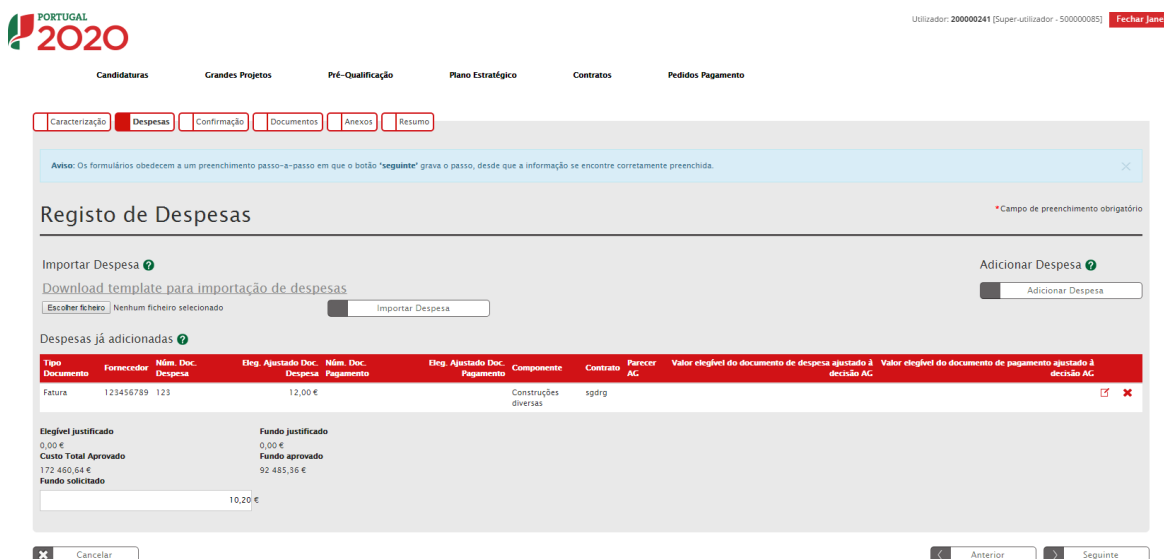 PORTUGAL
2020
Utilizador: 200000241 [Super-utilizador - 500000085]
Fechar Jane
Candidaturas Grandes Projetos Pré-Qualificação Plano Estratégico Contratos Pedidos Pagamento
Caracterização Despesas Confirmação Documentos Anexos Resumo
Aviso: Os formulários obedecem a um preenchimento passo-a-passo em que o botão 'seguinte' grava o passo, desde que a informação se encontre corretamente preenchida.
Registo de Despesas
*Campo de preenchimento obrigatório
Importar Despesa ?
Adicionar Despesa ?
Download template para importação de despesas
Adicionar Despesa
Escolher ficheiro Nenhum ficheiro selecionado
Importar Despesa
Despesas já adicionadas ?
Tipo Documento Fornecedor Núm. Doc. Despesa Eleg. Ajustado Doc. Despesa Núm. Doc. Pagamento Eleg. Ajustado Doc. Pagamento Componente Contrato Parecer AG Valor elegível do documento de despesa ajustado à decisão AG Valor elegível do documento de pagamento ajustado à decisão AG
Fatura 123456789 123 12,00 € Construções diversas sgdrg
Elegível justificado Fundo justificado
0,00 € 0,00 €
Custo Total Aprovado Fundo aprovado
172 460,64 € 92 485,36 €
Fundo solicitado
10,20 €
Cancelar Anterior Seguinte